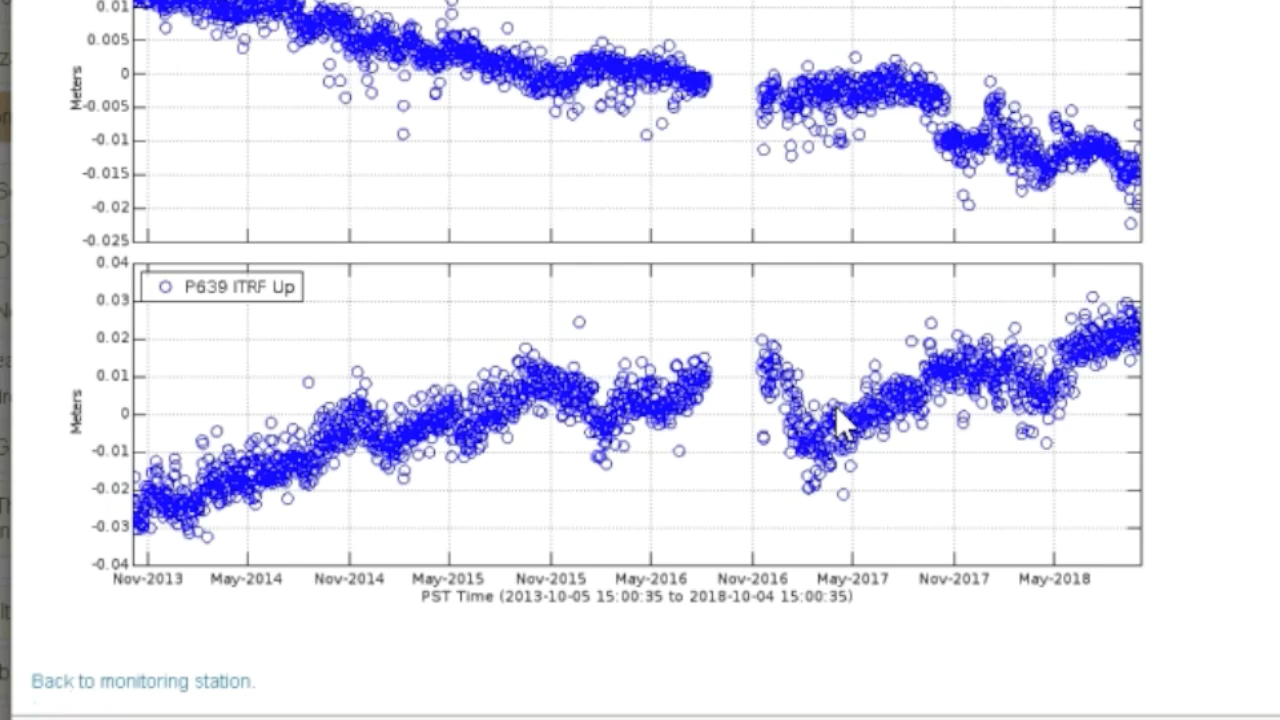 0.01
0.005
0
-0.005
-0.01
-0.015
-0.02
-0.025
Meters
0.04
0.03
0.02
0.01
0
-0.01
-0.02
-0.03
-0.04
Meters
P639 ITRF Up
Nov-2013 May-2014 Nov-2014 May-2015 Nov-2015 May-2016 Nov-2016 May-2017 Nov-2017 May-2018
PST Time (2013-10-05 15:00:35 to 2018-10-04 15:00:35)
Back to monitoring station.